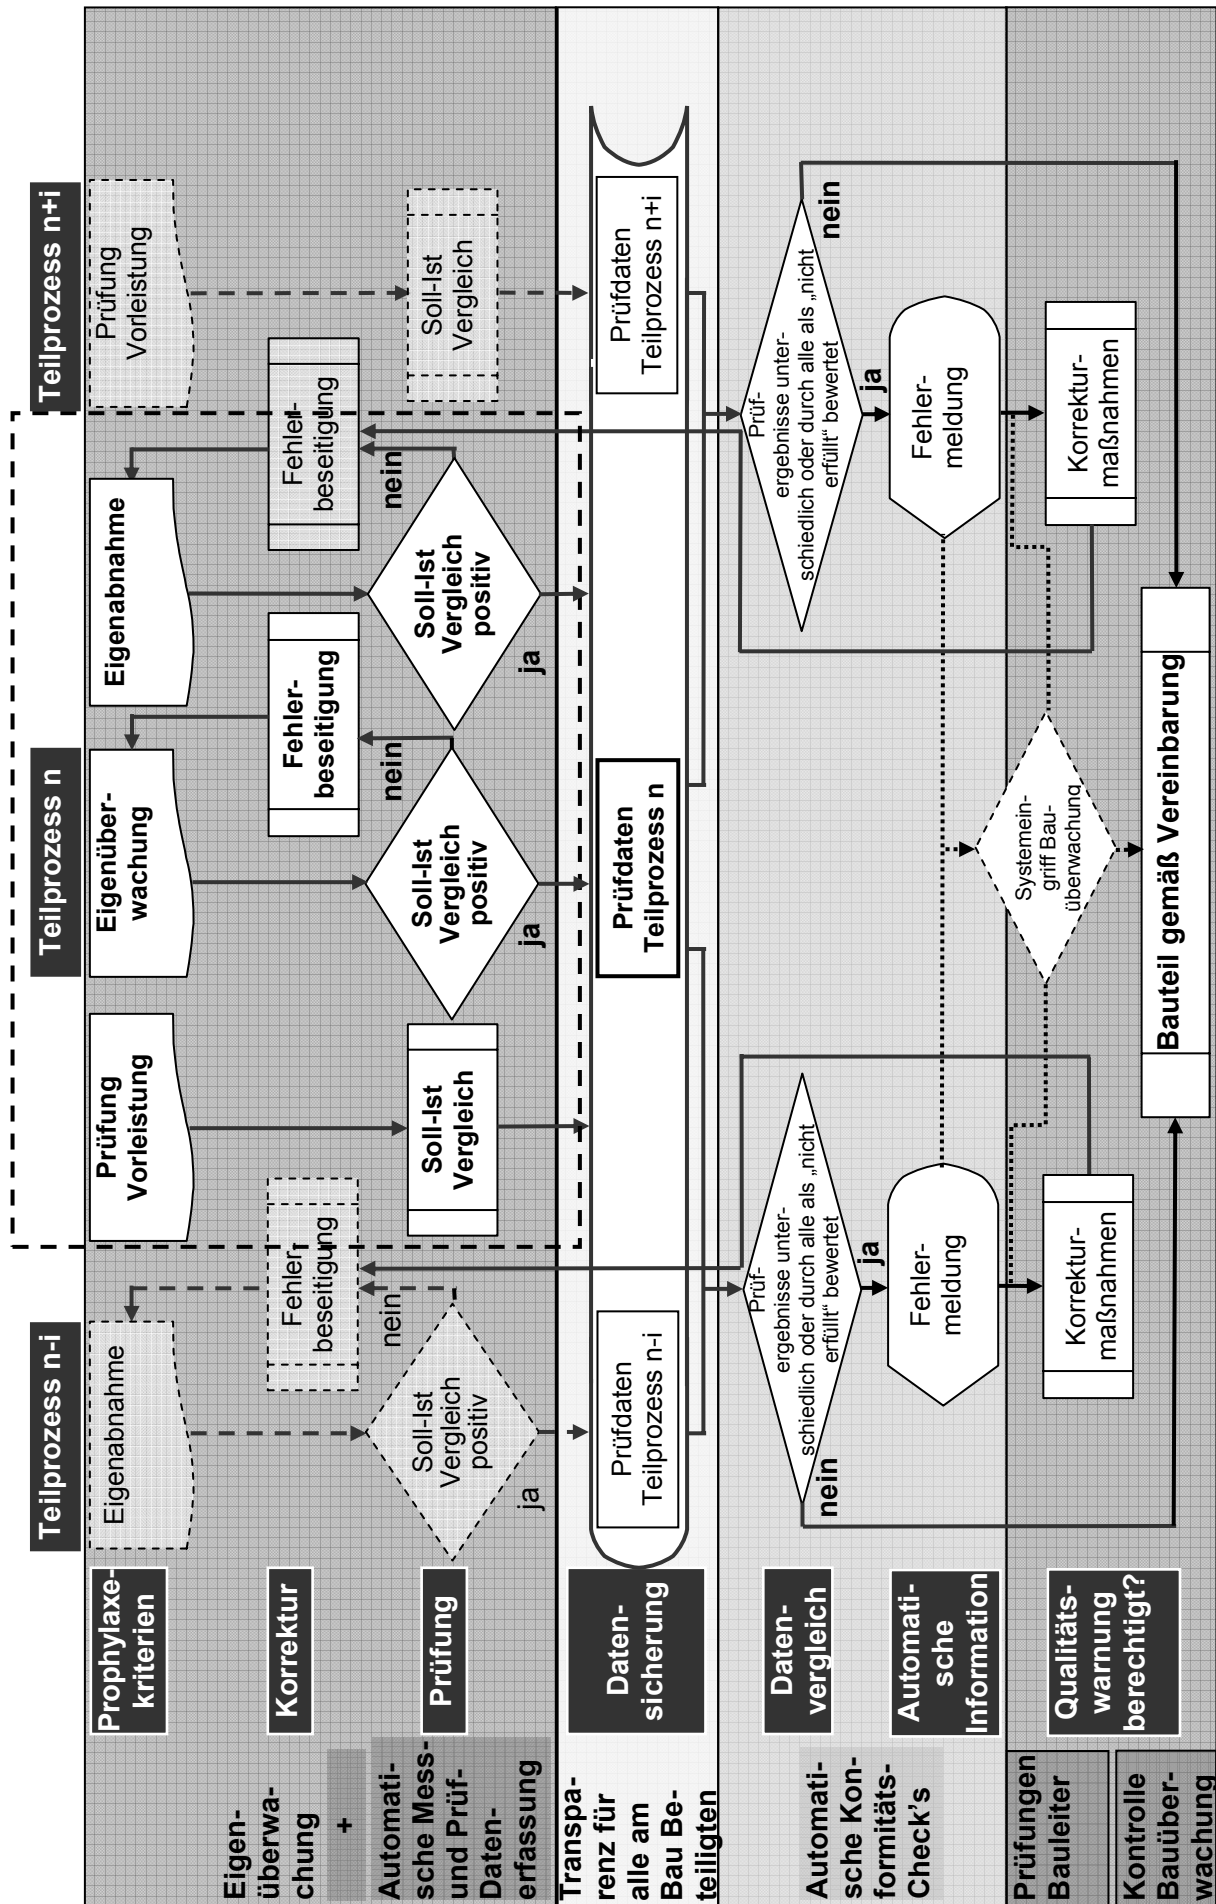 Teilprozess n-i
Teilprozess n
Teilprozess n+i
Eigen-
überwa-
chung
+
Automati-
sche Mess-
und Prüf-
Daten-
erfassung
Prophylaxe-
kriterien
Eigenabnahme
Prüfung
Vorleistung
Eigenüber-
wachung
Eigenabnahme
Prüfung
Vorleistung
Korrektur
Fehler-
beseitigung
Fehler-
beseitigung
Fehler-
beseitigung
Prüfung
nein
Soll-Ist
Vergleich
positiv
ja
Soll-Ist
Vergleich
nein
Soll-Ist
Vergleich
positiv
ja
nein
Soll-Ist
Vergleich
positiv
ja
Soll-Ist
Vergleich
Transpa-
renz für
alle am
Bau Be-
teiligten
Daten-
sicherung
Prüfdaten
Teilprozess n-i
Prüfdaten
Teilprozess n
Prüfdaten
Teilprozess n+i
Automati-
sche Kon-
formitäts-
Check's
Daten-
vergleich
Prüf-
ergebnisse unter-
schiedlich oder durch alle als „nicht
erfüllt“ bewertet
nein
ja
Prüf-
ergebnisse unter-
schiedlich oder durch alle als „nicht
erfüllt“ bewertet
nein
ja
Automati-
sche
Information
Fehler-
meldung
Fehler-
meldung
Prüfungen
Bauleiter
Kontrolle
Bauüber-
wachung
Qualitäts-
warnung
berechtigt?
Korrektur-
maßnahmen
Systemein-
griff Bau-
überwachung
Korrektur-
maßnahmen
Bauteil gemäß Vereinbarung